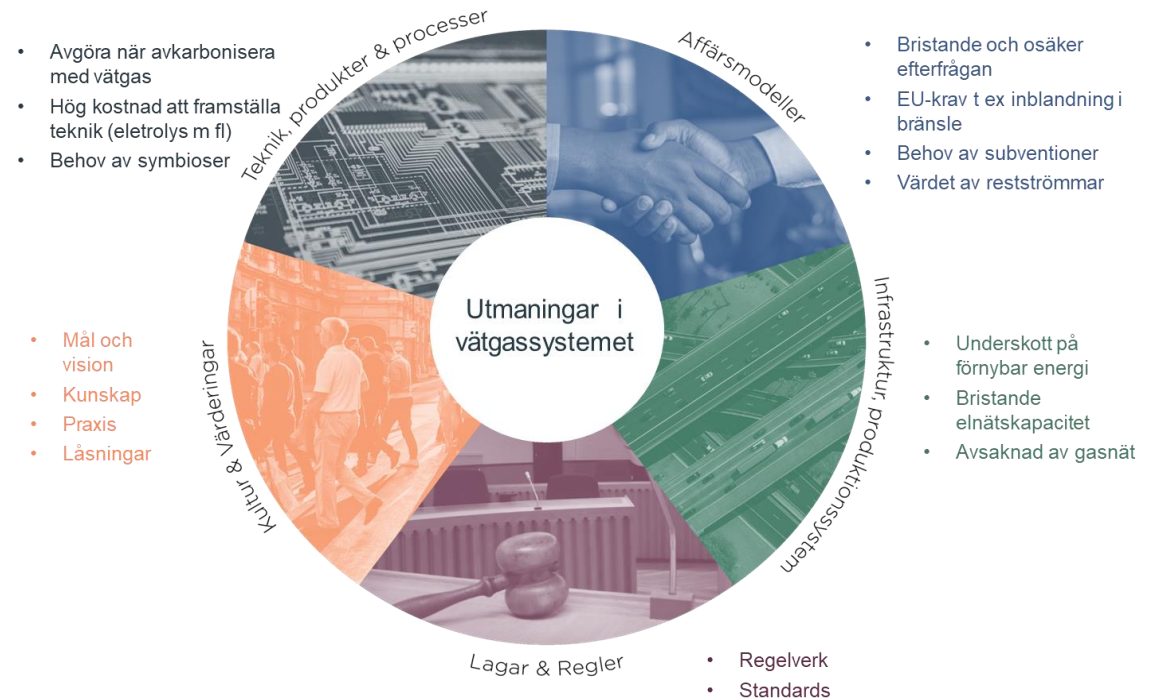 Teknik, produkter & processer
• Avgöra när avkarbonisera
med vätgas
• Hög kostnad att framställa
teknik (eletrolys m fl)
• Behov av symbioser
Affärsmodeller
• Bristande och osäker
efterfrågan
• EU-krav t ex inblandning i
bränsle
• Behov av subventioner
• Värdet av restströmmar
Utmaningar i
vätgassystemet
Kultur & Värderingar
• Mål och
vision
• Kunskap
• Praxis
• Låsningar
Infrastruktur, produktionssystem
• Underskott på
förnybar energi
• Bristande
elnätskapacitet
• Avsaknad av gasnät
Lagar & Regler
• Regelverk
• Standards